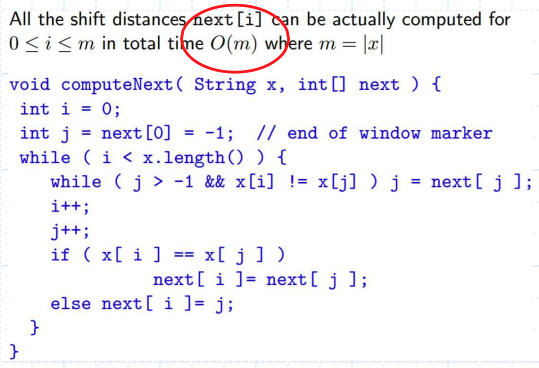 All the shift distances next[i] can be actually computed for
0 ≤ i ≤ m in total time O(m) where m = |x|
void computeNext( String x, int[] next ) {
int i = 0;
int j = next[0] = -1;  // end of window marker
while ( i < x.length() ) {
while ( j > -1 && x[i] != x[j] ) j = next[ j ];
i++;
j++;
if ( x[ i ] == x[ j ] )
next[ i ]= next[ j ];
else next[ i ]= j;
}
}